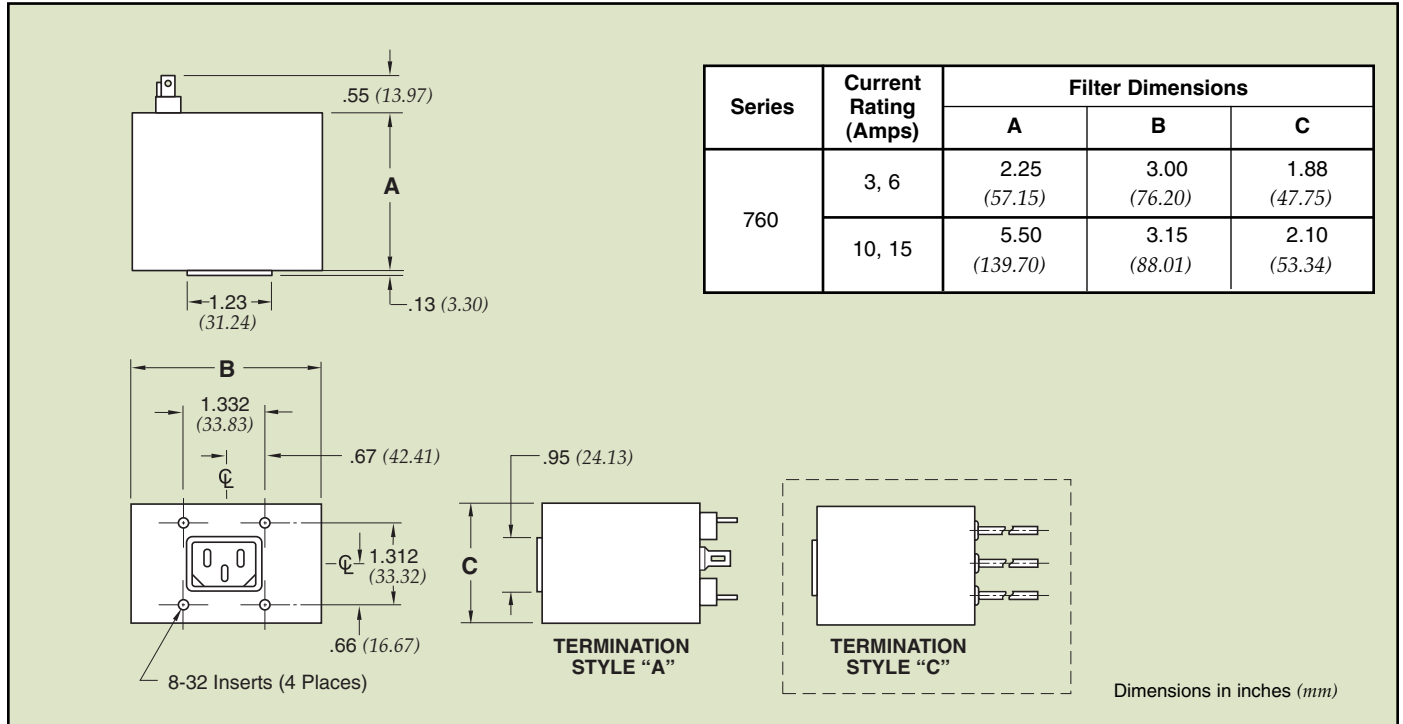 .55 (13.97)
A
1.23
(31.24)
.13 (3.30)
Series
Current
Rating
(Amps)
Filter Dimensions
A
B
C
760
3, 6
2.25
(57.15)
3.00
(76.20)
1.88
(47.75)
10, 15
5.50
(139.70)
3.15
(88.01)
2.10
(53.34)
B
1.332
(33.83)
.67 (42.41)
℄
℄
1.312
(33.32)
.66 (16.67)
8-32 Inserts (4 Places)
.95 (24.13)
C
TERMINATION
STYLE “A”
TERMINATION
STYLE “C”
Dimensions in inches (mm)